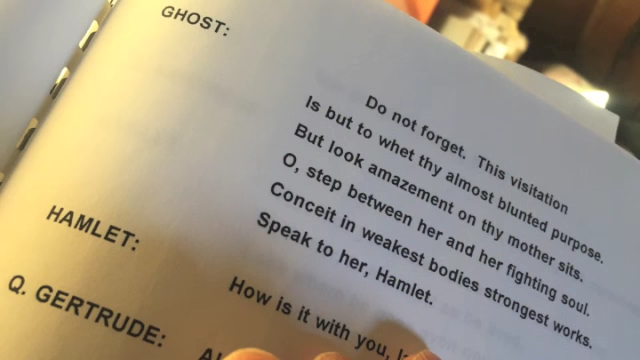 GHOST:
Do not forget. This visitation
Is but to whet thy almost blunted purpose.
But look amazement on thy mother sits.
O, step between her and her fighting soul.
Conceit in weakest bodies strongest works.
Speak to her, Hamlet.
HAMLET:
How is it with you,
Q. GERTRUDE: